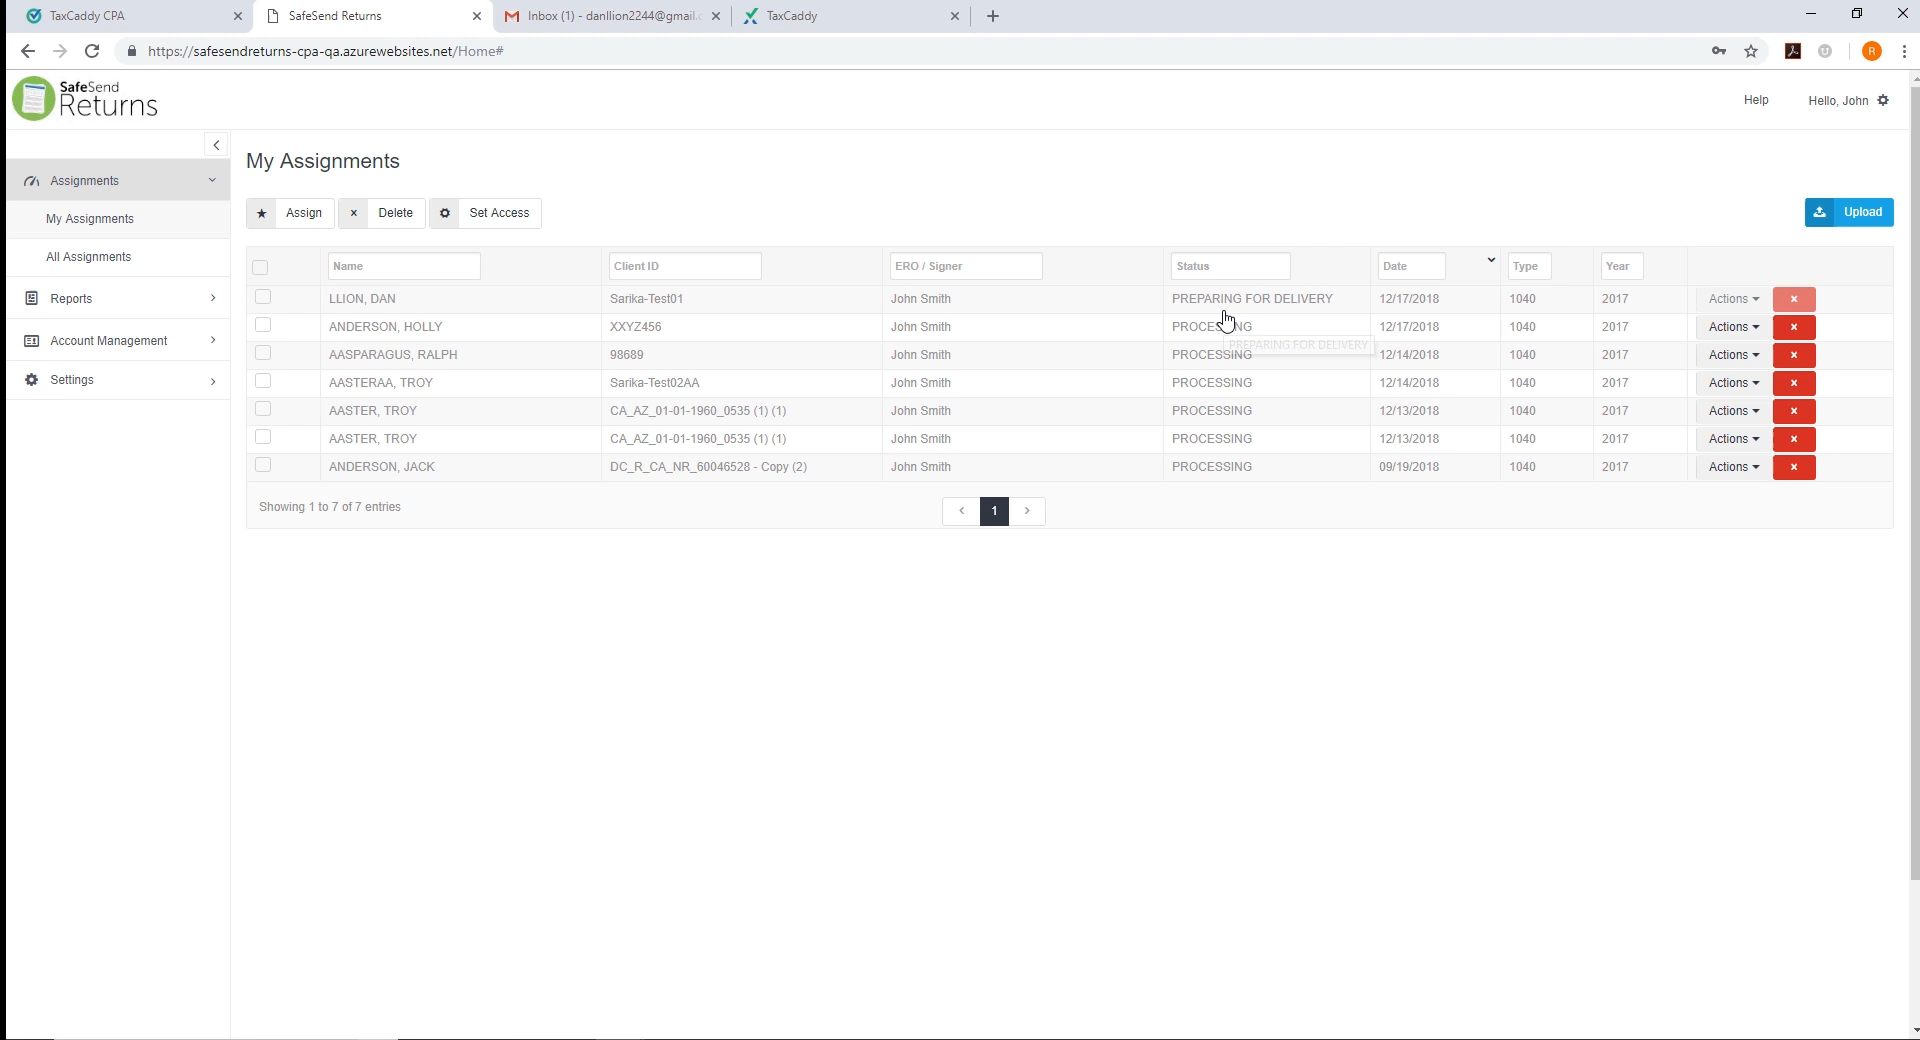 TaxCaddy CPA
SafeSend Returns
Inbox (1) - danllion2244@gmail.c
TaxCaddy
https://safesendreturns-cpa-qa.azurewebsites.net/Home#
R
SafeSend
Returns
Help
Hello, John
Assignments
My Assignments
All Assignments
Reports
Account Management
Settings
My Assignments
Assign
Delete
Set Access
Upload
Name Client ID ERO / Signer Status Date Type Year
LLION, DAN Sarika-Test01 John Smith PREPARING FOR DELIVERY 12/17/2018 1040 2017 Actions
ANDERSON, HOLLY XXYZ456 John Smith PROCESSING 12/17/2018 1040 2017 Actions
PREPARING FOR DELIVERY
AASPARAGUS, RALPH 98689 John Smith PROCESSING 12/14/2018 1040 2017 Actions
AASTERAA, TROY Sarika-Test02AA John Smith PROCESSING 12/14/2018 1040 2017 Actions
AASTER, TROY CA_AZ_01-01-1960_0535 (1) (1) John Smith PROCESSING 12/13/2018 1040 2017 Actions
AASTER, TROY CA_AZ_01-01-1960_0535 (1) (1) John Smith PROCESSING 12/13/2018 1040 2017 Actions
ANDERSON, JACK DC_R_CA_NR_60046528 - Copy (2) John Smith PROCESSING 09/19/2018 1040 2017 Actions
Showing 1 to 7 of 7 entries
1